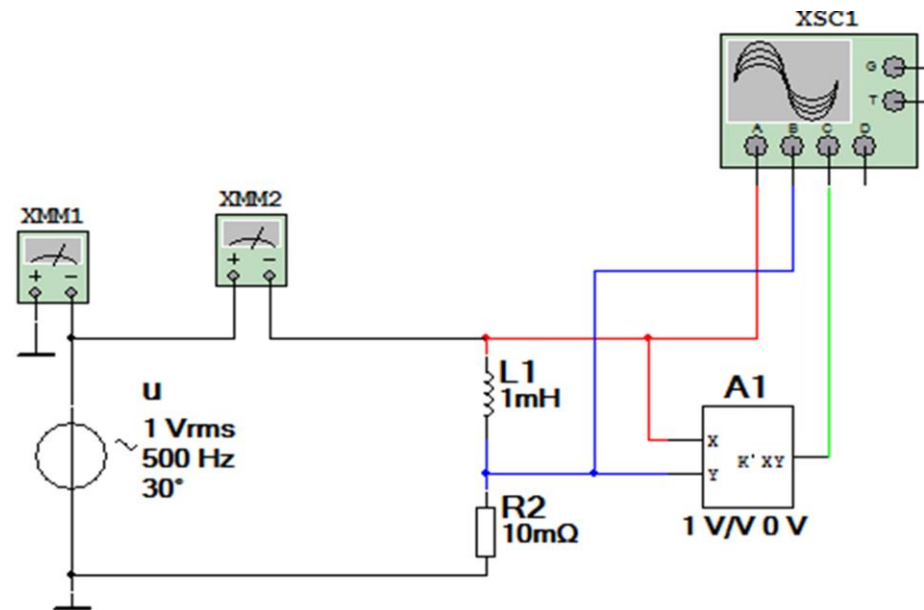 XSC1
G
T
A B C D
XMM1
+ −
XMM2
+ −
u
1 Vrms
500 Hz
30°
L1
1mH
R2
10mΩ
A1
X
Y
K' XY
1 V/V 0 V